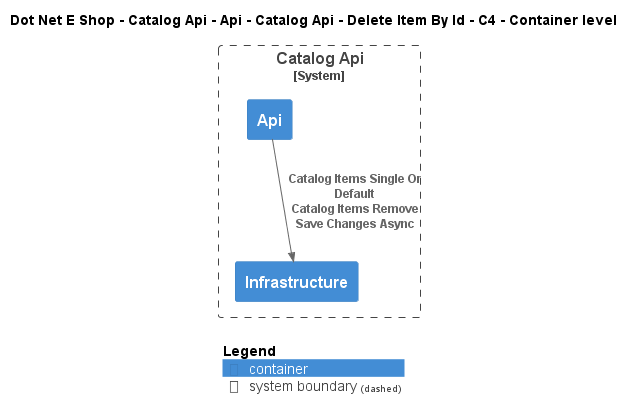 Dot Net E Shop - Catalog Api - Api - Catalog Api - Delete Item By Id - C4 - Container level
Catalog Api
[System]
Api
Catalog Items Single Or
Default
Catalog Items Remove
Save Changes Async
Infrastructure
Legend
container
system boundary (dashed)